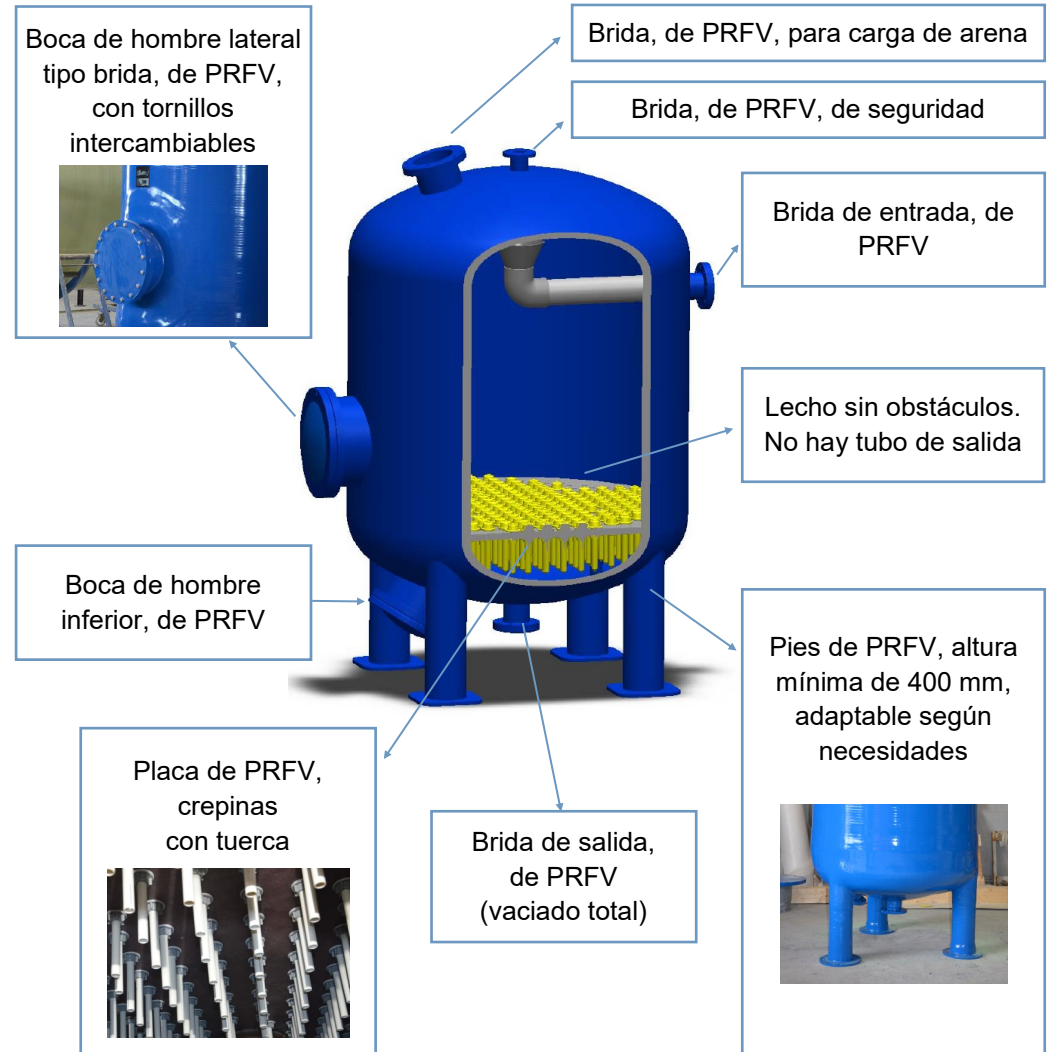 Boca de hombre lateral
tipo brida, de PRFV,
con tornillos
intercambiables
Brida, de PRFV, para carga de arena
Brida, de PRFV, de seguridad
Brida de entrada, de
PRFV
Lecho sin obstáculos.
No hay tubo de salida
Boca de hombre
inferior, de PRFV
Pies de PRFV, altura
mínima de 400 mm,
adaptable según
necesidades
Placa de PRFV,
crepinas
con tuerca
Brida de salida,
de PRFV
(vaciado total)